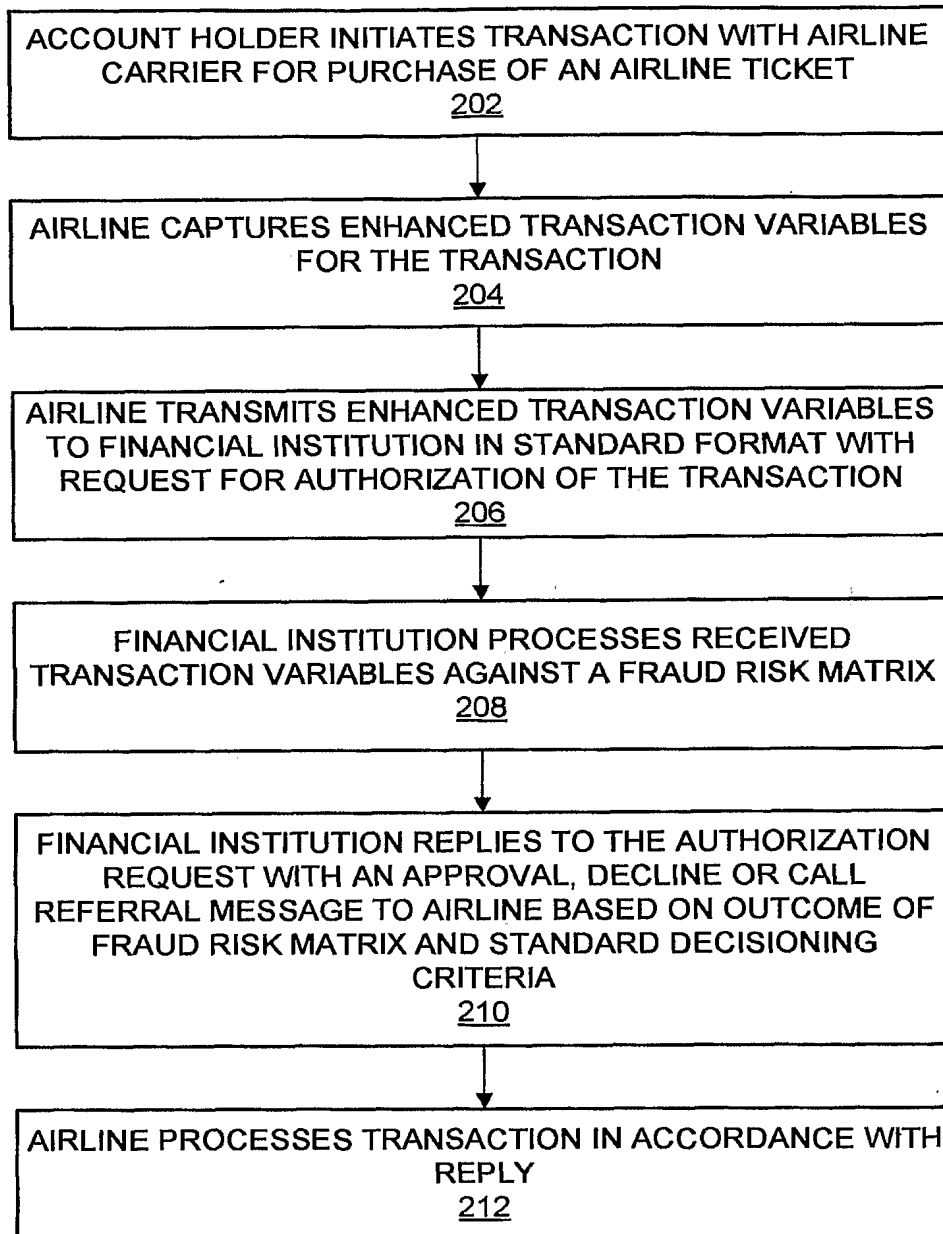 ACCOUNT HOLDER INITIATES TRANSACTION WITH AIRLINE
CARRIER FOR PURCHASE OF AN AIRLINE TICKET
202
AIRLINE CAPTURES ENHANCED TRANSACTION VARIABLES
FOR THE TRANSACTION
204
AIRLINE TRANSMITS ENHANCED TRANSACTION VARIABLES
TO FINANCIAL INSTITUTION IN STANDARD FORMAT WITH
REQUEST FOR AUTHORIZATION OF THE TRANSACTION
206
FINANCIAL INSTITUTION PROCESSES RECEIVED
TRANSACTION VARIABLES AGAINST A FRAUD RISK MATRIX
208
FINANCIAL INSTITUTION REPLIES TO THE AUTHORIZATION
REQUEST WITH AN APPROVAL, DECLINE OR CALL
REFERRAL MESSAGE TO AIRLINE BASED ON OUTCOME OF
FRAUD RISK MATRIX AND STANDARD DECISIONING
CRITERIA
210
AIRLINE PROCESSES TRANSACTION IN ACCORDANCE WITH
REPLY
212